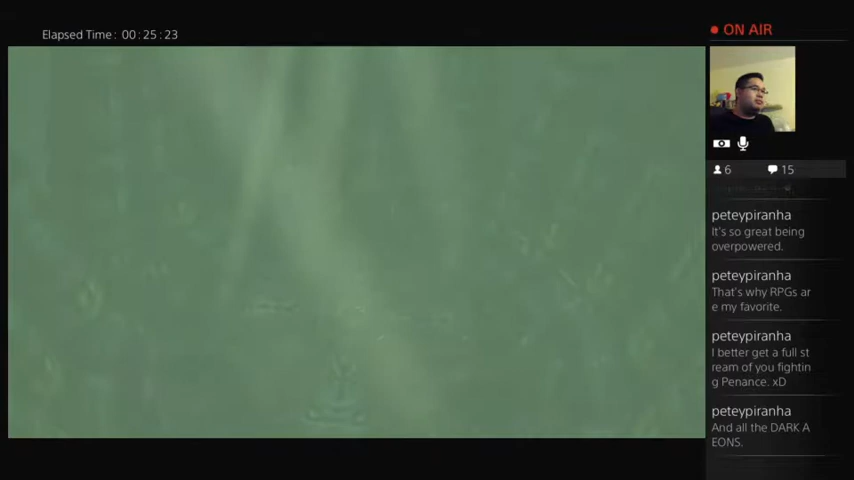 Elapsed Time : 00:25:23
ON AIR
6 15
peteypiranha
It's so great being
overpowered.
peteypiranha
That's why RPGs ar
e my favorite.
peteypiranha
I better get a full st
ream of you fightin
g Penance. xD
peteypiranha
And all the DARK A
EONS.